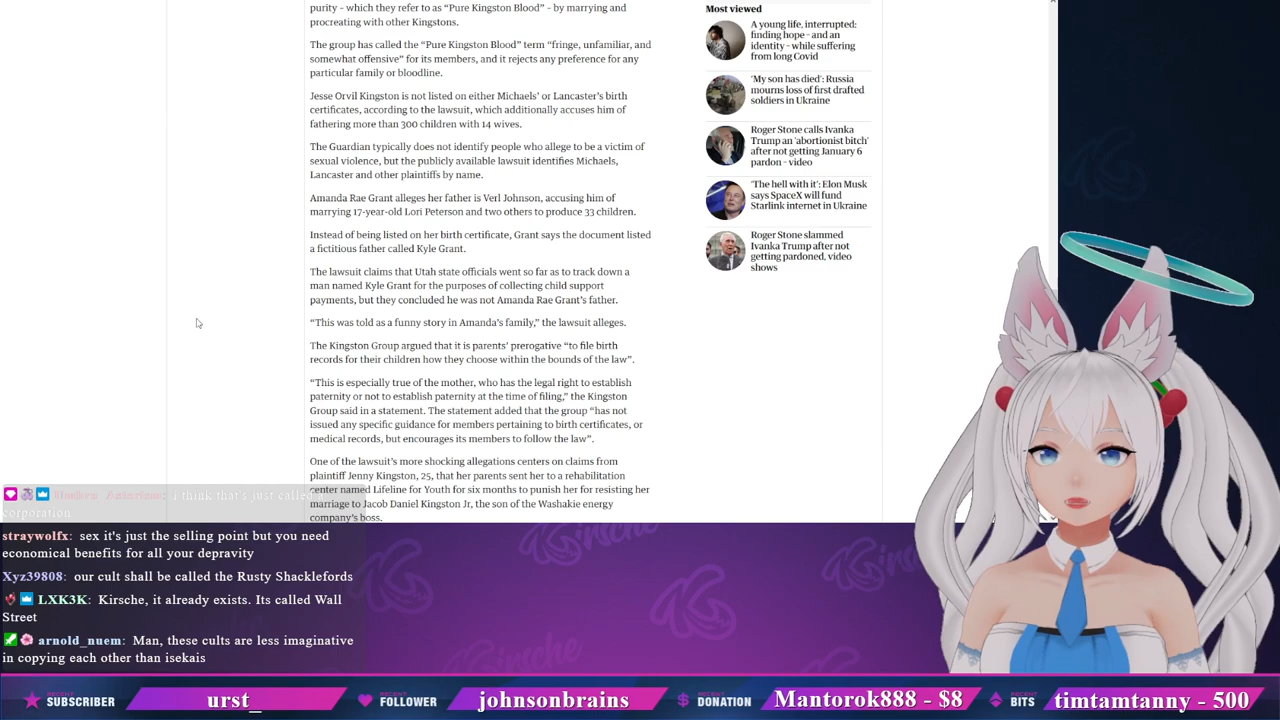 purity – which they refer to as “Pure Kingston Blood” – by marrying and
procreating with other Kingstons.
The group has called the “Pure Kingston Blood” term “fringe, unfamiliar, and
somewhat offensive” for its members, and it rejects any preference for any
particular family or bloodline.
Jesse Orvil Kingston is not listed on either Michaels’ or Lancaster’s birth
certificates, according to the lawsuit, which additionally accuses him of
fathering more than 300 children with 14 wives.
The Guardian typically does not identify people who allege to be a victim of
sexual violence, but the publicly available lawsuit identifies Michaels,
Lancaster and other plaintiffs by name.
Amanda Rae Grant alleges her father is Verl Johnson, accusing him of
marrying 17-year-old Lori Peterson and two others to produce 33 children.
Instead of being listed on her birth certificate, Grant says the document listed
a fictitious father called Kyle Grant.
The lawsuit claims that Utah state officials went so far as to track down a
man named Kyle Grant for the purposes of collecting child support
payments, but they concluded he was not Amanda Rae Grant’s father.
“This was told as a funny story in Amanda’s family,” the lawsuit alleges.
The Kingston Group argued that it is parents’ prerogative “to file birth
records for their children how they choose within the bounds of the law”.
“This is especially true of the mother, who has the legal right to establish
paternity or not to establish paternity at the time of filing,” the Kingston
Group said in a statement. The statement added that the group “has not
issued any specific guidance for members pertaining to birth certificates, or
medical records, but encourages its members to follow the law”.
One of the lawsuit’s more shocking allegations centers on claims from
plaintiff Jenny Kingston, 25, that her parents sent her to a rehabilitation
center named Lifeline for Youth for six months to punish her for resisting her
marriage to Jacob Daniel Kingston Jr, the son of the Washakie energy
company’s boss.
Most viewed
A young life, interrupted:
finding hope – and an
identity – while suffering
from long Covid
‘My son has died’: Russia
mourns loss of first drafted
soldiers in Ukraine
Roger Stone calls Ivanka
Trump an ‘abortionist bitch’
after not getting January 6
pardon – video
‘The hell with it’: Elon Musk
says SpaceX will fund
Starlink internet in Ukraine
Roger Stone slammed
Ivanka Trump after not
getting pardoned, video
shows
I think that's just called
corporation
straywolfx: sex it's just the selling point but you need
economical benefits for all your depravity
Xyz39808: our cult shall be called the Rusty Shacklefords
LXK3K: Kirsche, it already exists. Its called Wall
Street
arnold_nuem: Man, these cults are less imaginative
in copying each other than isekais
Kirsche
Kirsche
Kirsche
Kirsche
RECENT SUBSCRIBER urst_
RECENT FOLLOWER johnsonbrains
RECENT DONATION Mantorok888 - $8
RECENT BITS timtamtanny - 500